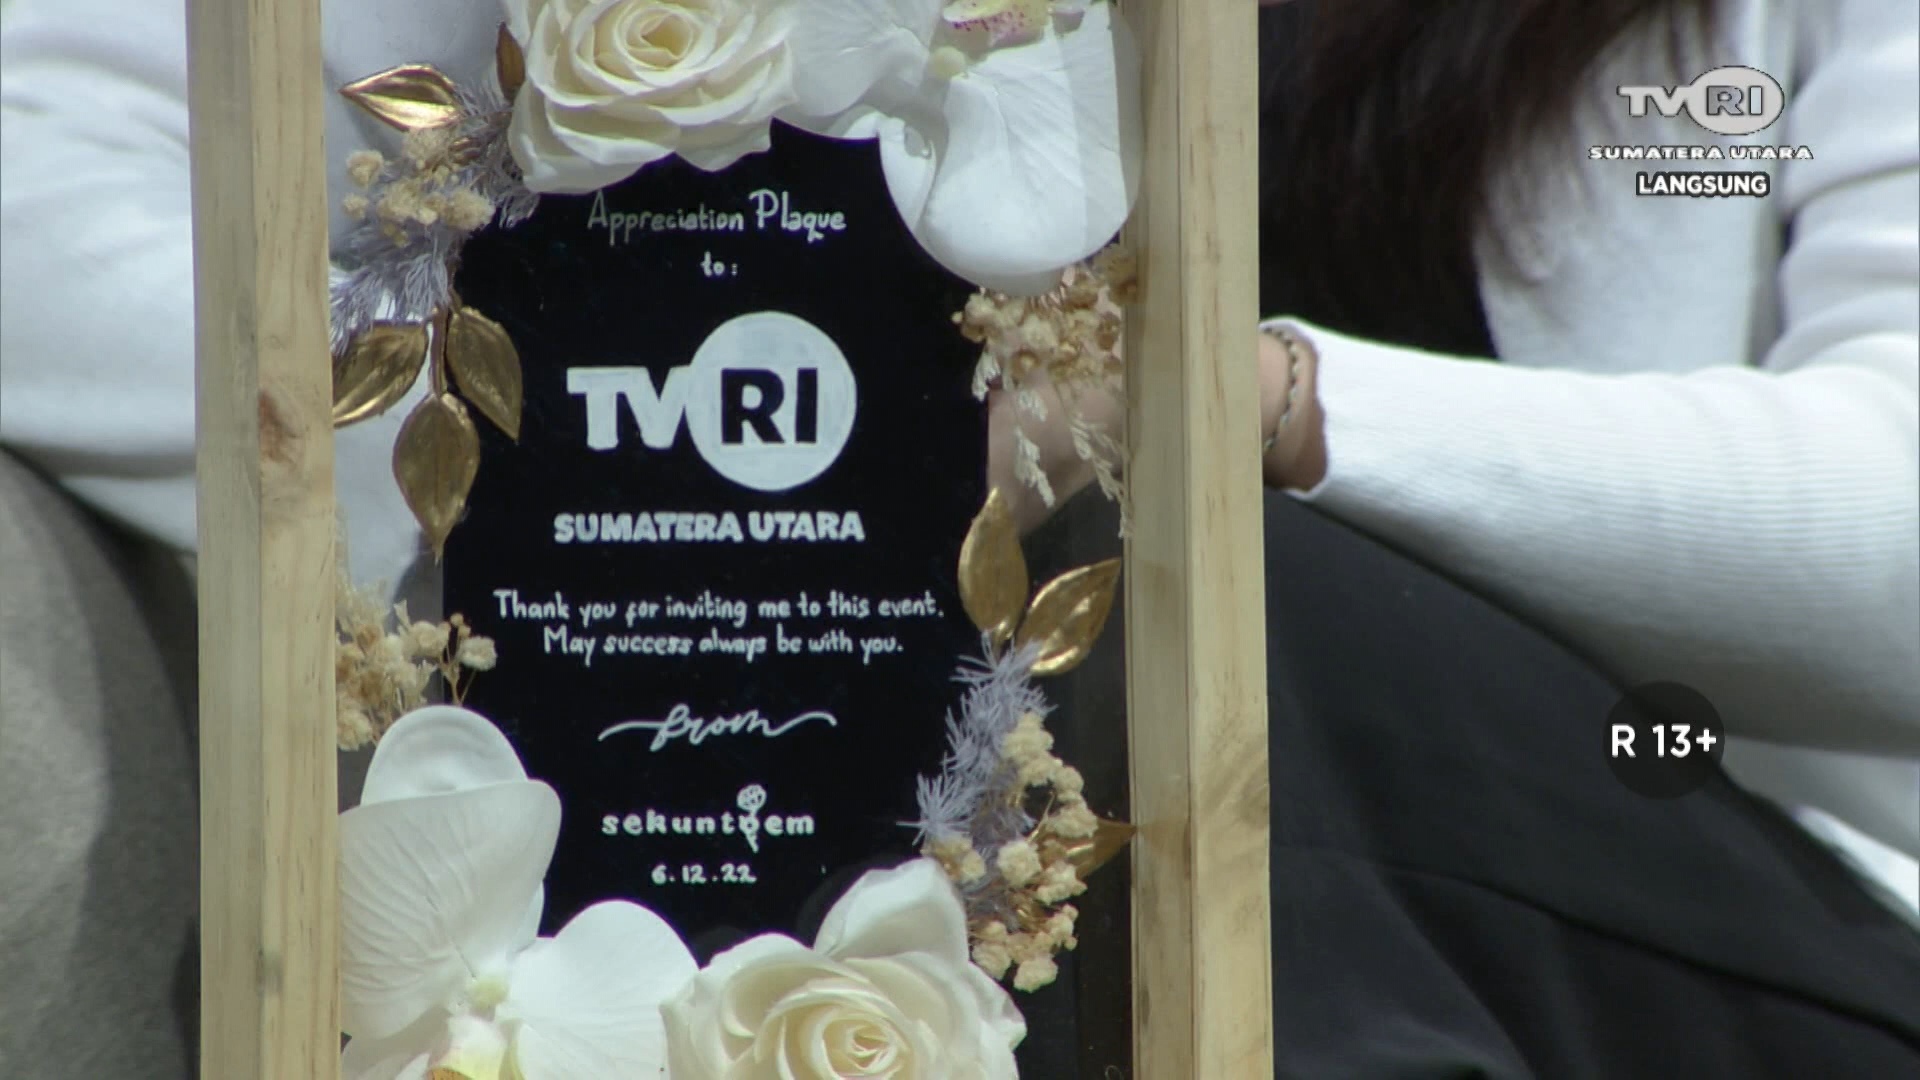 TVRI
SUMATERA UTARA
LANGSUNG
Appreciation Plaque
to:
TVRI
SUMATERA UTARA
Thank you for inviting me to this event.
May success always be with you.
from
sekuntoem
6.12.22
R 13+